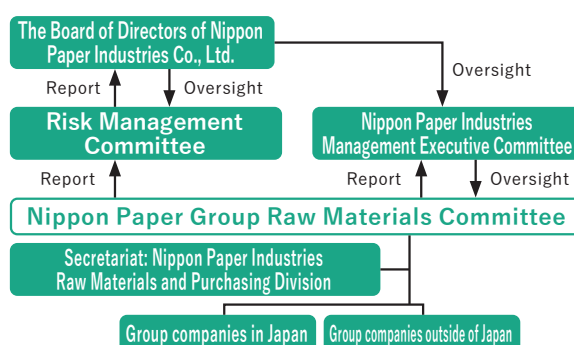 The Board of Directors of Nippon
Paper Industries Co., Ltd.
Oversight
Report
Oversight
Risk Management
Committee
Nippon Paper Industries
Management Executive Committee
Report
Report
Oversight
Nippon Paper Group Raw Materials Committee
Secretariat: Nippon Paper Industries
Raw Materials and Purchasing Division
Group companies in Japan
Group companies outside of Japan